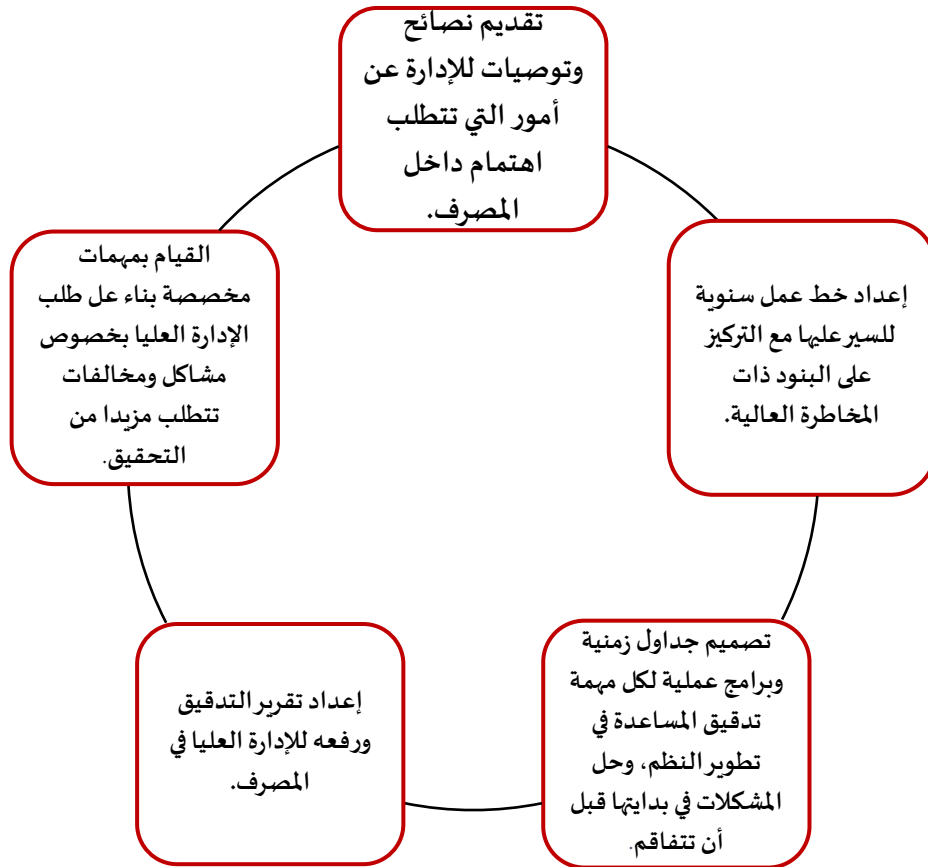 تقديم نصائح
وتوصيات للإدارة عن
أمور التي تتطلب
اهتمام داخل
المصرف.
إعداد خط عمل سنوية
للسير عليها مع التركيز
على البنود ذات
المخاطرة العالية.
تصميم جداول زمنية
وبرامج عملية لكل مهمة
تدقيق المساعدة في
تطوير النظم، وحل
المشكلات في بدايتها قبل
أن تتفاقم.
إعداد تقرير التدقيق
ورفعه للإدارة العليا في
المصرف.
القيام بمهمات
مخصصة بناء عل طلب
الإدارة العليا بخصوص
مشاكل ومخالفات
تتطلب مزيدا من
التحقيق.